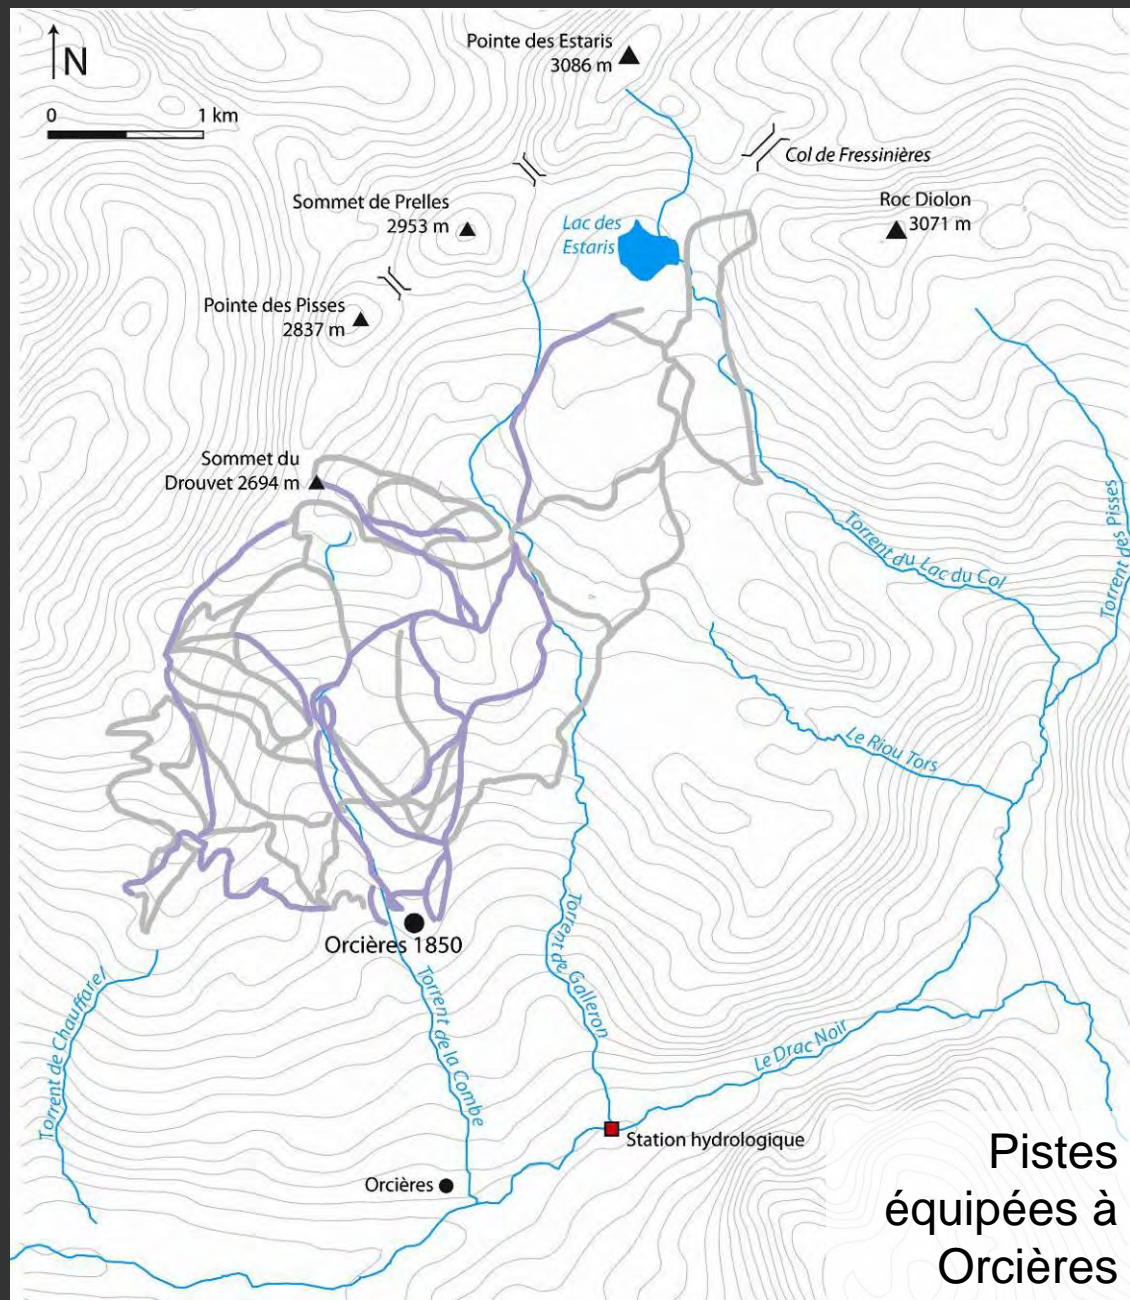 Pointe des Estaris
3086 m
N
0
1 km
Col de Fressinières
Sommet de Prelles
2953 m
Lac des
Estaris
Roc Diolon
3071 m
Pointe des Pisses
2837 m
Sommet du
Drouvet 2694 m
Torrent du Lac du Col
Torrent des Pisses
Le Riou Tors
Orcières 1850
Torrent de Chauffarel
Torrent de la Combe
Torrent de Galleron
Le Drac Noir
Station hydrologique
Orcières
Pistes
équipées à
Orcières